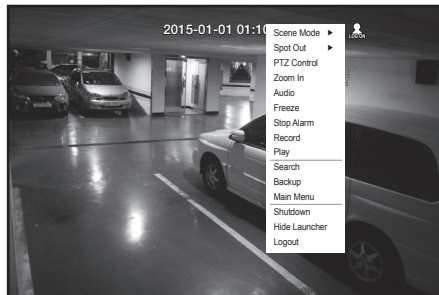 2015-01-01 01:10
LOG ON
Scene Mode ▶
Spot Out ▶
PTZ Control
Zoom In
Audio
Freeze
Stop Alarm
Record
Play
Search
Backup
Main Menu
Shutdown
Hide Launcher
Logout